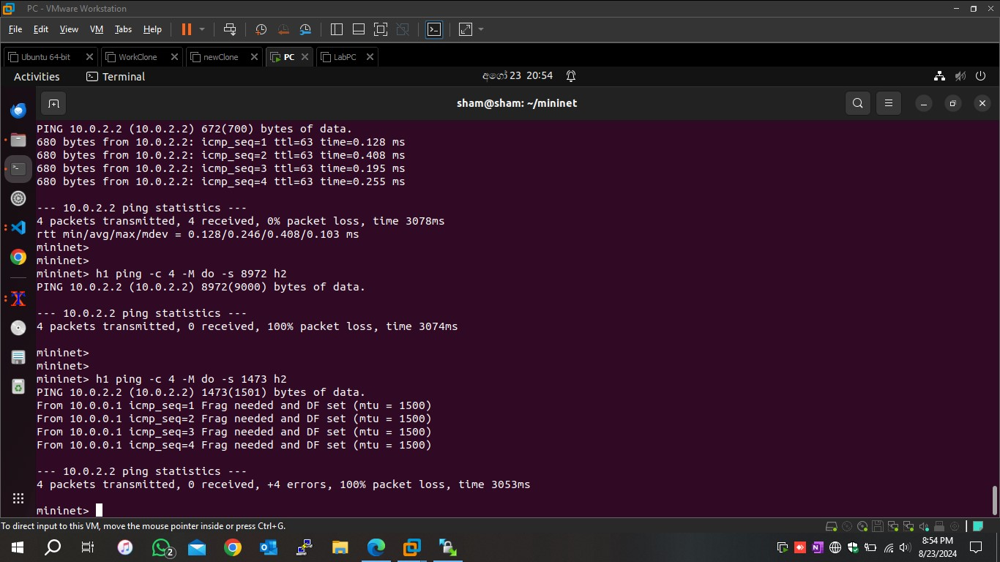 PC - VMware Workstation
File Edit View VM Tabs Help
Ubuntu 64-bit WorkClone newClone PC LabPC
Activities Terminal අගෝ 23 20:54
sham@sham: ~/mininet
PING 10.0.2.2 (10.0.2.2) 672(700) bytes of data.
680 bytes from 10.0.2.2: icmp_seq=1 ttl=63 time=0.128 ms
680 bytes from 10.0.2.2: icmp_seq=2 ttl=63 time=0.408 ms
680 bytes from 10.0.2.2: icmp_seq=3 ttl=63 time=0.195 ms
680 bytes from 10.0.2.2: icmp_seq=4 ttl=63 time=0.255 ms
--- 10.0.2.2 ping statistics ---
4 packets transmitted, 4 received, 0% packet loss, time 3078ms
rtt min/avg/max/mdev = 0.128/0.246/0.408/0.103 ms
mininet>
mininet>
mininet> h1 ping -c 4 -M do -s 8972 h2
PING 10.0.2.2 (10.0.2.2) 8972(9000) bytes of data.
--- 10.0.2.2 ping statistics ---
4 packets transmitted, 0 received, 100% packet loss, time 3074ms
mininet>
mininet>
mininet> h1 ping -c 4 -M do -s 1473 h2
PING 10.0.2.2 (10.0.2.2) 1473(1501) bytes of data.
From 10.0.0.1 icmp_seq=1 Frag needed and DF set (mtu = 1500)
From 10.0.0.1 icmp_seq=2 Frag needed and DF set (mtu = 1500)
From 10.0.0.1 icmp_seq=3 Frag needed and DF set (mtu = 1500)
From 10.0.0.1 icmp_seq=4 Frag needed and DF set (mtu = 1500)
--- 10.0.2.2 ping statistics ---
4 packets transmitted, 0 received, +4 errors, 100% packet loss, time 3053ms
mininet>
To direct input to this VM, move the mouse pointer inside or press Ctrl+G.
2
8:54 PM
8/23/2024